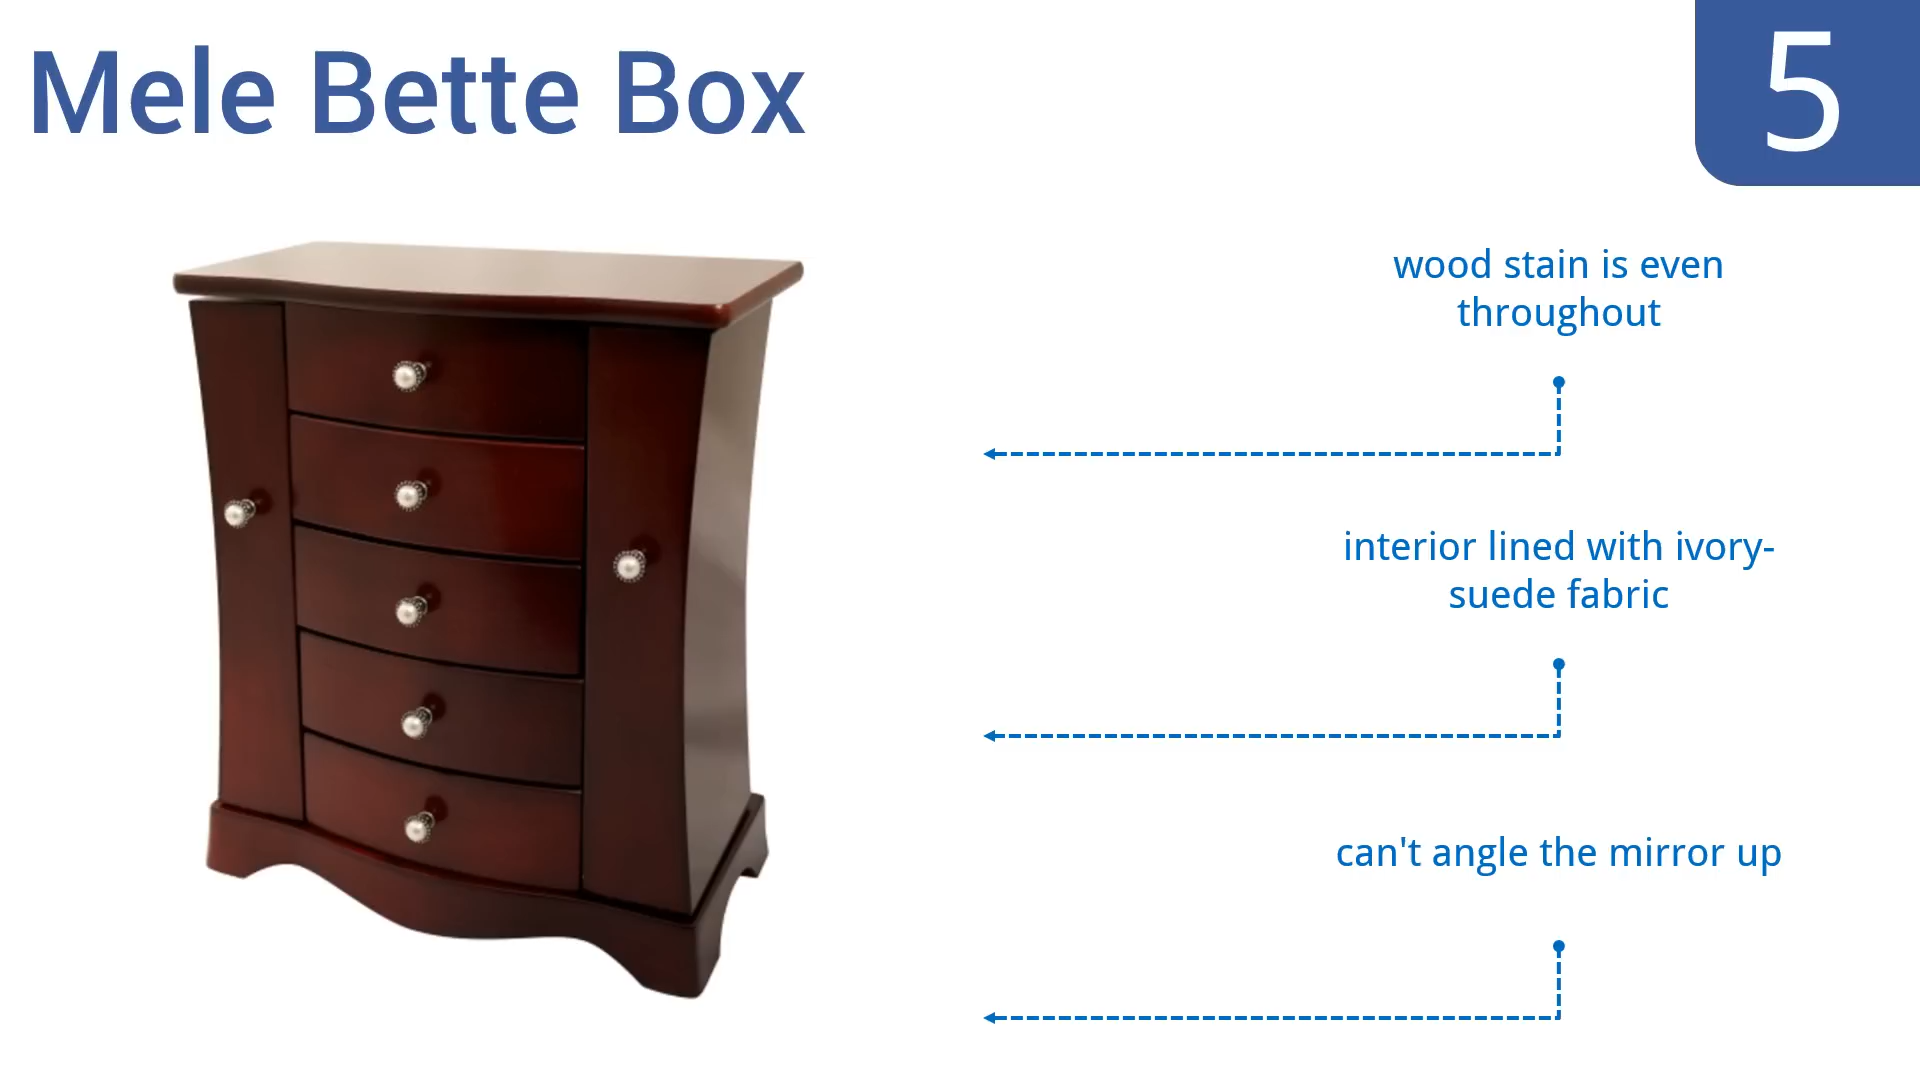 Mele Bette Box
5
wood stain is even
throughout
interior lined with ivory-
suede fabric
can't angle the mirror up